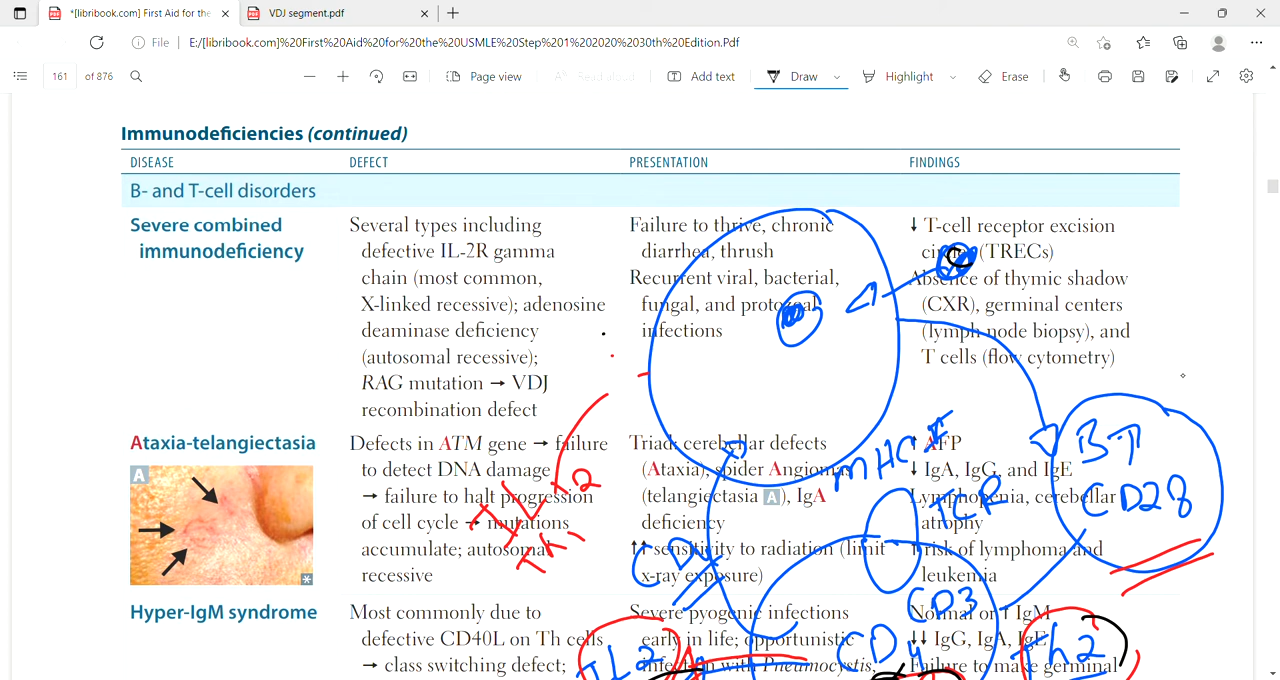 *[libribook.com] First Aid for the
VDJ segment.pdf
File E:/[libribook.com]%20First%20Aid%20for%20the%20USMLE%20Step%201%202020%2030th%20Edition.Pdf
161 of 876
Page view
Read aloud
Add text
Draw
Highlight
Erase
Immunodeficiencies (continued)
DISEASE DEFECT PRESENTATION FINDINGS
B- and T-cell disorders
Severe combined
immunodeficiency
Several types including
defective IL-2R gamma
chain (most common,
X-linked recessive); adenosine
deaminase deficiency
(autosomal recessive);
RAG mutation → VDJ
recombination defect
Failure to thrive, chronic
diarrhea, thrush
Recurrent viral, bacterial,
fungal, and protozoal
infections
↓ T-cell receptor excision
(TRECs)
Absence of thymic shadow
(CXR), germinal centers
(lymph node biopsy), and
T cells (flow cytometry)
Ataxia-telangiectasia
A
Defects in ATM gene → failure
to detect DNA damage
→ failure to halt progression
of cell cycle → mutations
accumulate; autosomal
recessive
Triad: cerebellar defects
(Ataxia), spider Angiomas
(telangiectasia A), IgA
deficiency
↑↑ sensitivity to radiation (limit
x-ray exposure)
↑ AFP
↓ IgA, IgG, and IgE
Lymphopenia, cerebellar
atrophy
↑ risk of lymphoma and
leukemia
Hyper-IgM syndrome
Most commonly due to
defective CD40L on Th cells
→ class switching defect;
Severe pyogenic infections
early in life; opportunistic
infection with Pneumocystis,
Normal or ↑ IgM
↓↓ IgG, IgA, IgE
Failure to make germinal
MHC
TCR
B7
CD28
CD3
CD4
IL2
Th2
IL12
Th1